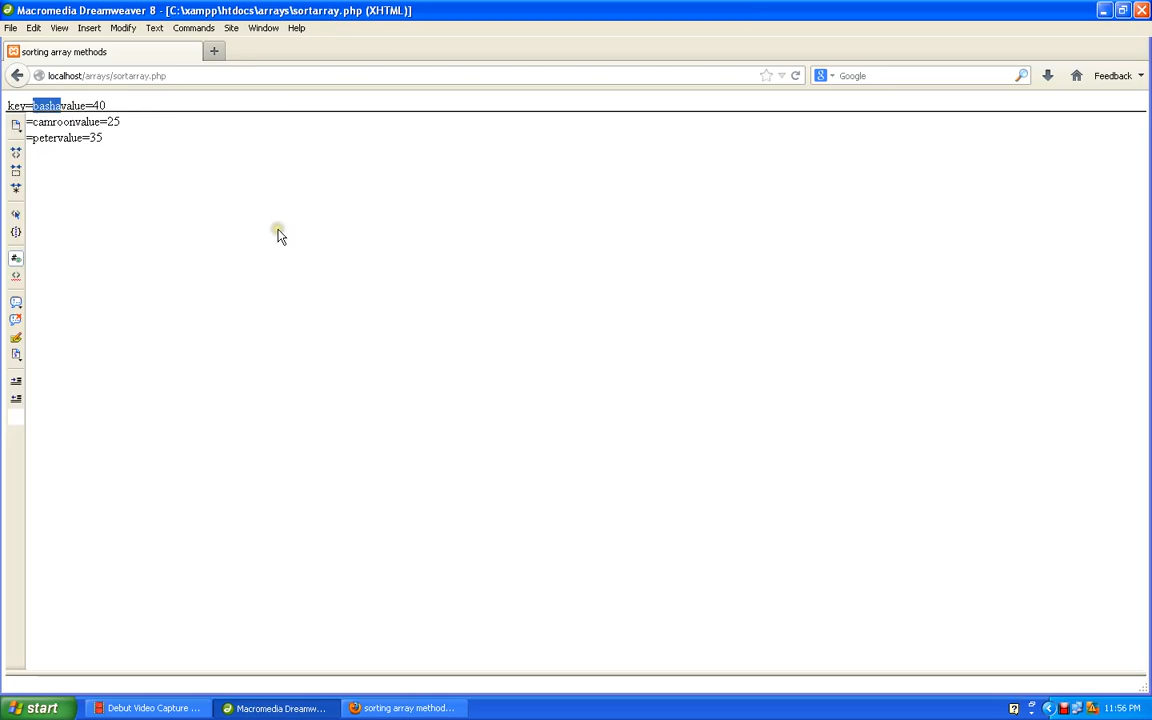 Macromedia Dreamweaver 8 - [C:\xampp\htdocs\arrays\sortarray.php (XHTML)]
File Edit View Insert Modify Text Commands Site Window Help
sorting array methods
localhost/arrays/sortarray.php
Google
Feedback
key=bashavalue=40
=camroonvalue=25
=petervalue=35
start
Debut Video Capture ...
Macromedia Dreamw...
sorting array method...
11:56 PM